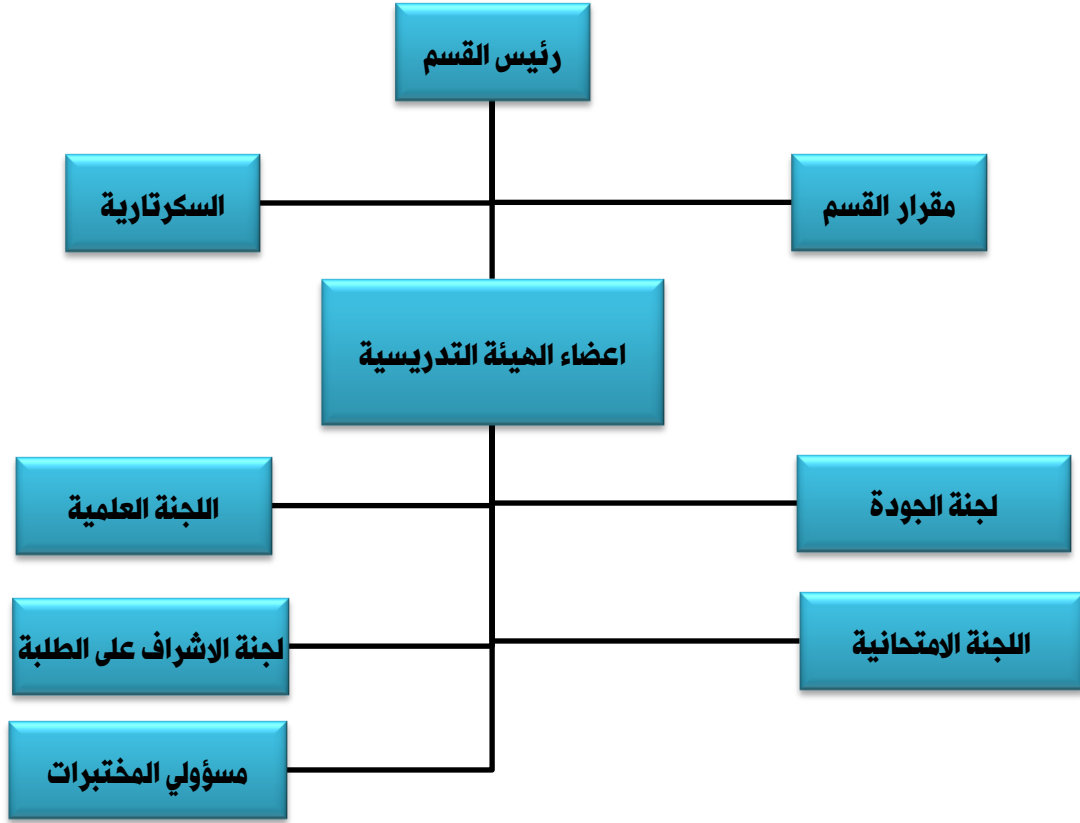 رئيس القسم
مقرار القسم
السكرتارية
اعضاء الهيئة التدريسية
لجنة الجودة
اللجنة العلمية
اللجنة الامتحانية
لجنة الاشراف على الطلبة
مسؤولي المختبرات